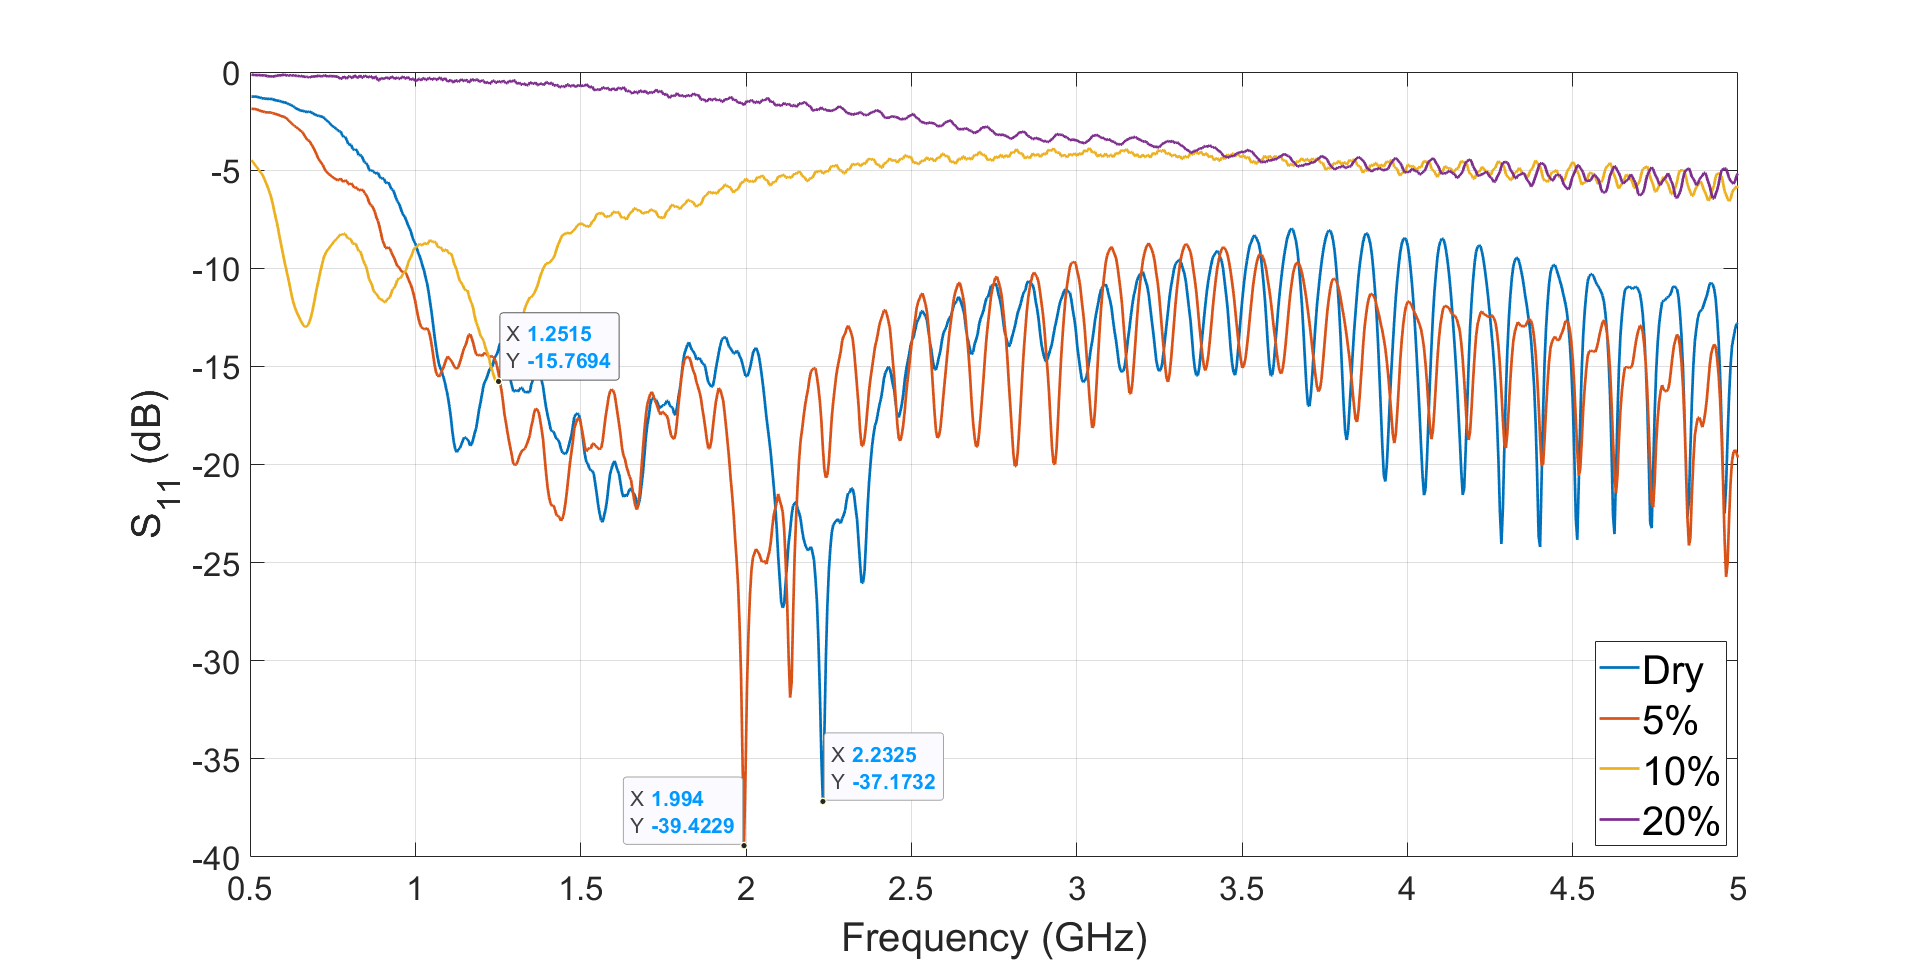 0
-5
-10
-15
-20
-25
-30
-35
-40
S11 (dB)
X 1.2515
Y -15.7694
X 2.2325
Y -37.1732
X 1.994
Y -39.4229
Dry
5%
10%
20%
0.5 1 1.5 2 2.5 3 3.5 4 4.5 5
Frequency (GHz)